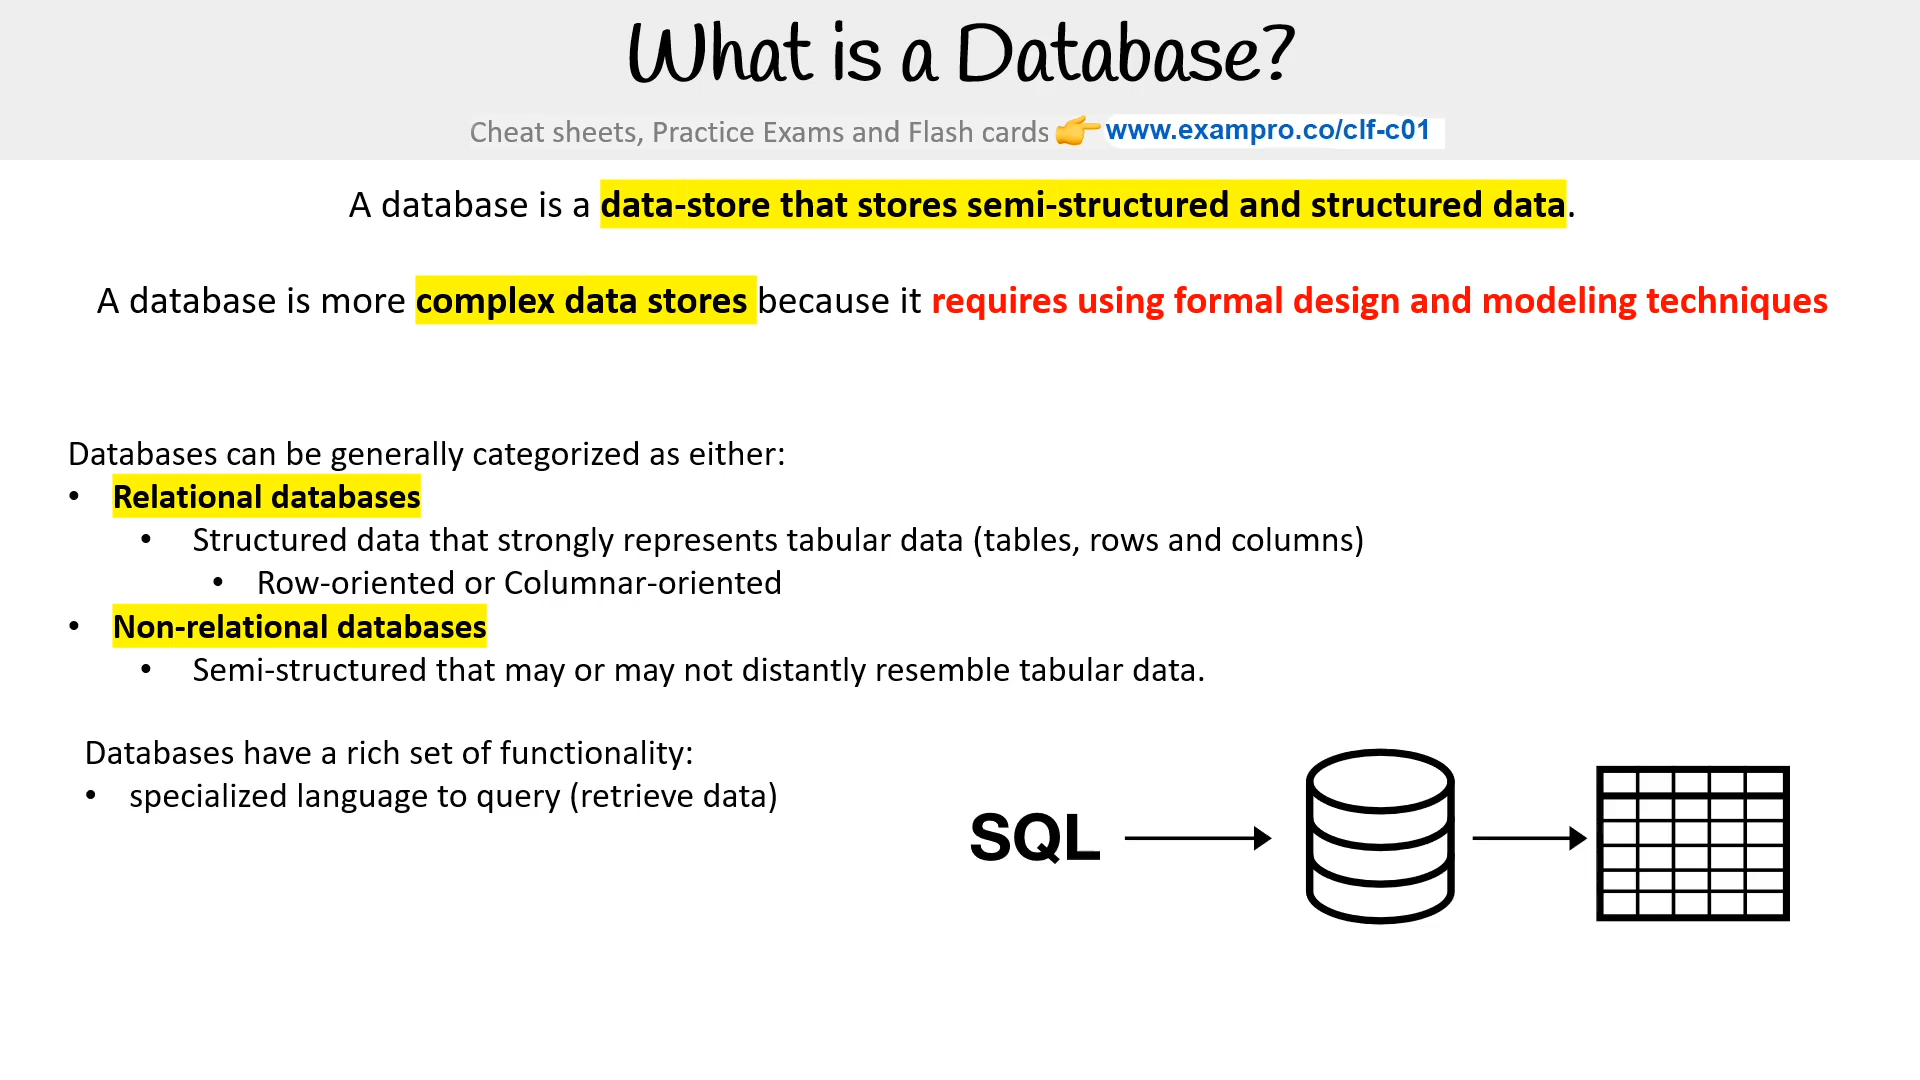 What is a Database?
Cheat sheets, Practice Exams and Flash cards 👉 www.exampro.co/clf-c01
A database is a data-store that stores semi-structured and structured data.
A database is more complex data stores because it requires using formal design and modeling techniques
Databases can be generally categorized as either:
• Relational databases
• Structured data that strongly represents tabular data (tables, rows and columns)
• Row-oriented or Columnar-oriented
• Non-relational databases
• Semi-structured that may or may not distantly resemble tabular data.
Databases have a rich set of functionality:
• specialized language to query (retrieve data)
SQL